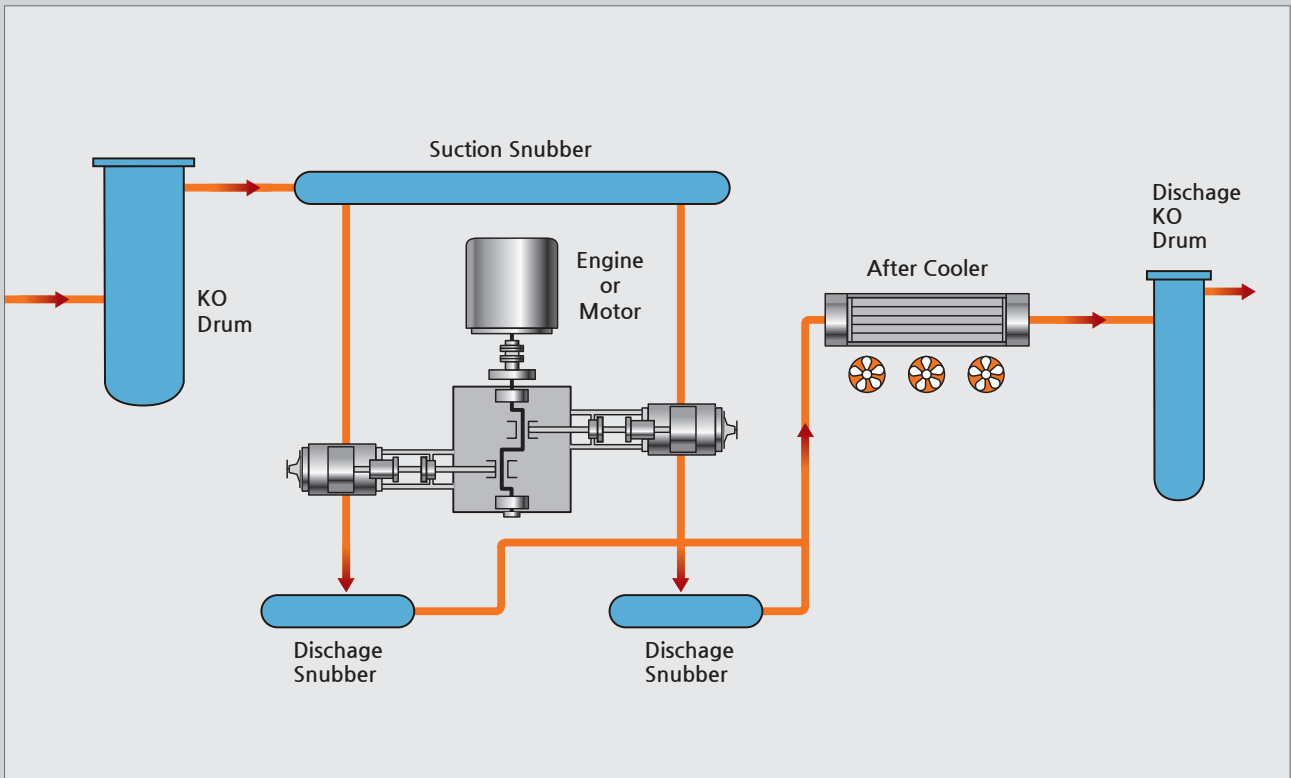 Suction Snubber
KO
Drum
Engine
or
Motor
After Cooler
Dischage
KO
Drum
Dischage
Snubber
Dischage
Snubber